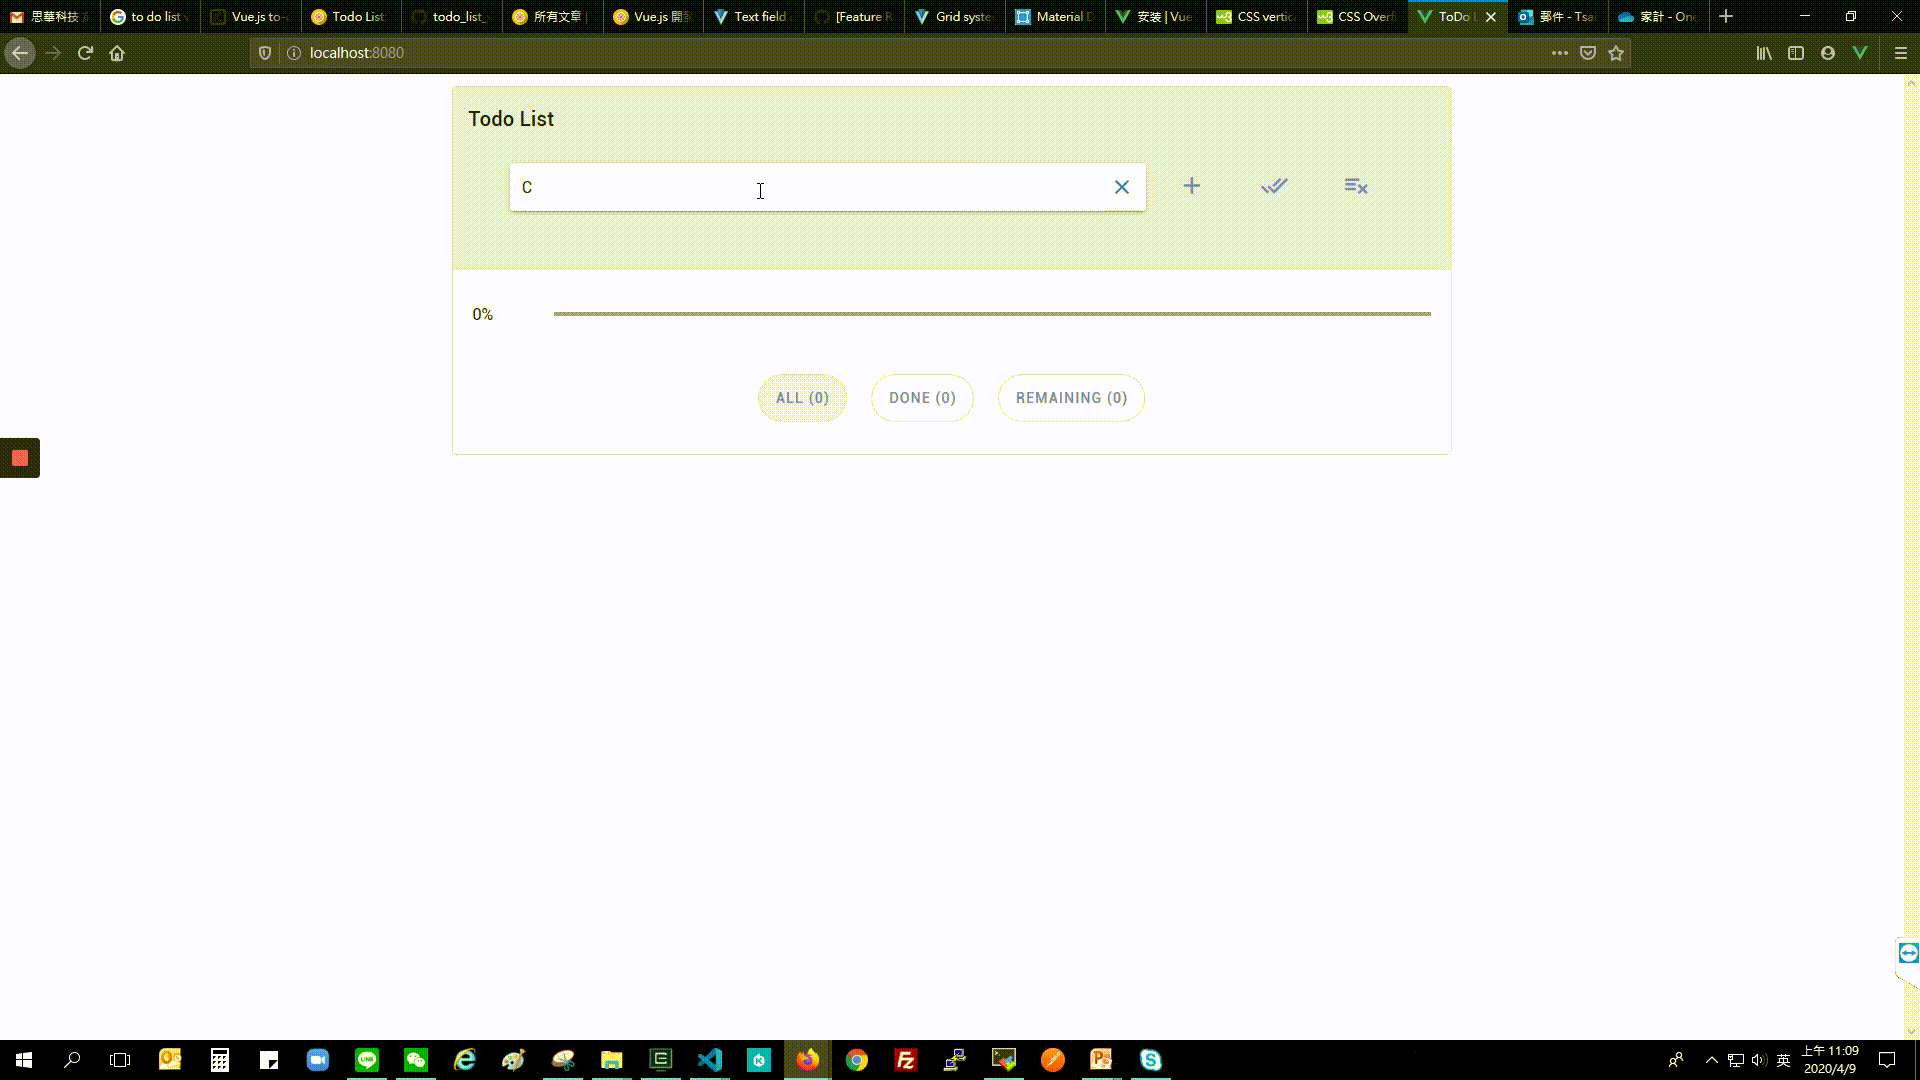 思華科技
to do list
Vue.js to-
Todo List
todo_list_
所有文章
Vue.js 開
Text field
[Feature R
Grid syste
Material D
安装 | Vue
CSS vertic
CSS Overf
ToDo L
郵件 - Tsa
家計 - One
localhost:8080
Todo List
C
0%
ALL (0)
DONE (0)
REMAINING (0)
英
上午 11:09
2020/4/9